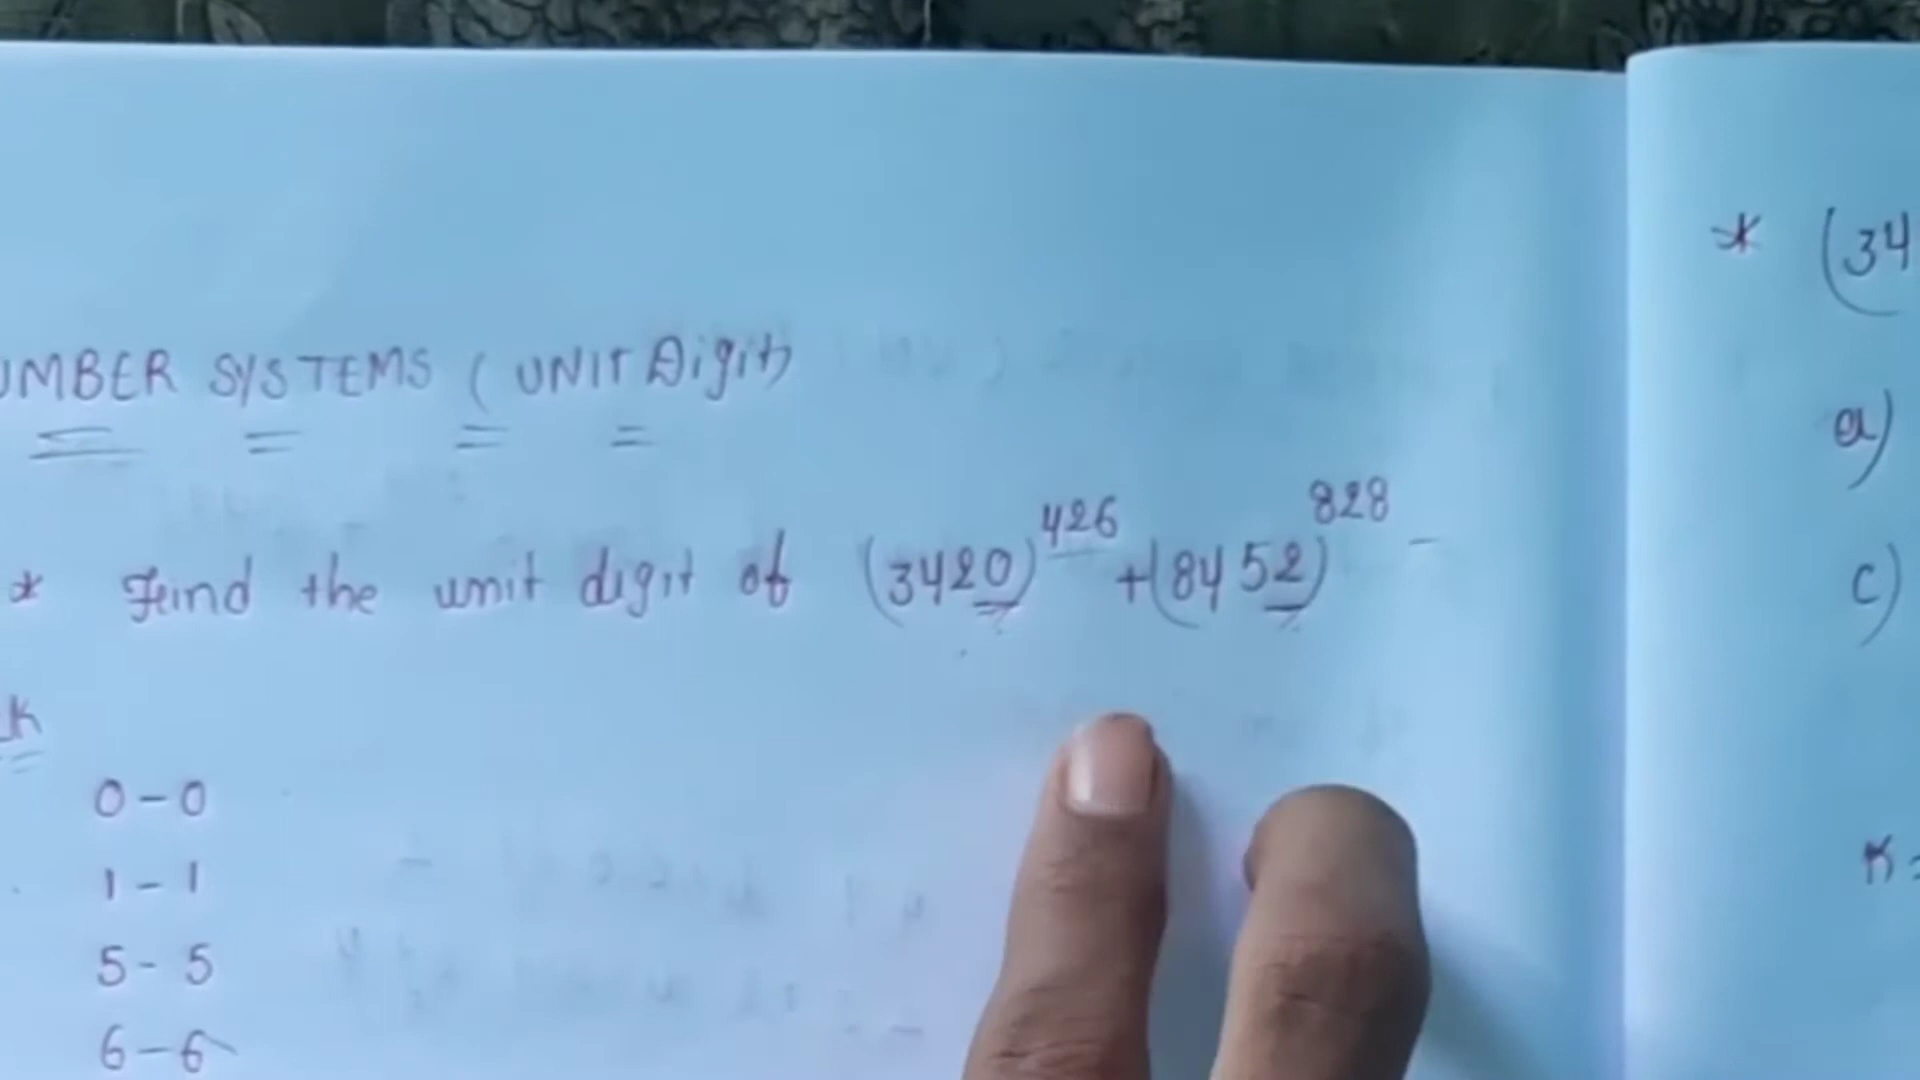 UMBER SYSTEMS (UNIT Digit)
* Find the unit digit of (3420)^426 + (8452)^828 -
K
0-0
1-1
5-5
6-6
* (34
a)
c)
K=